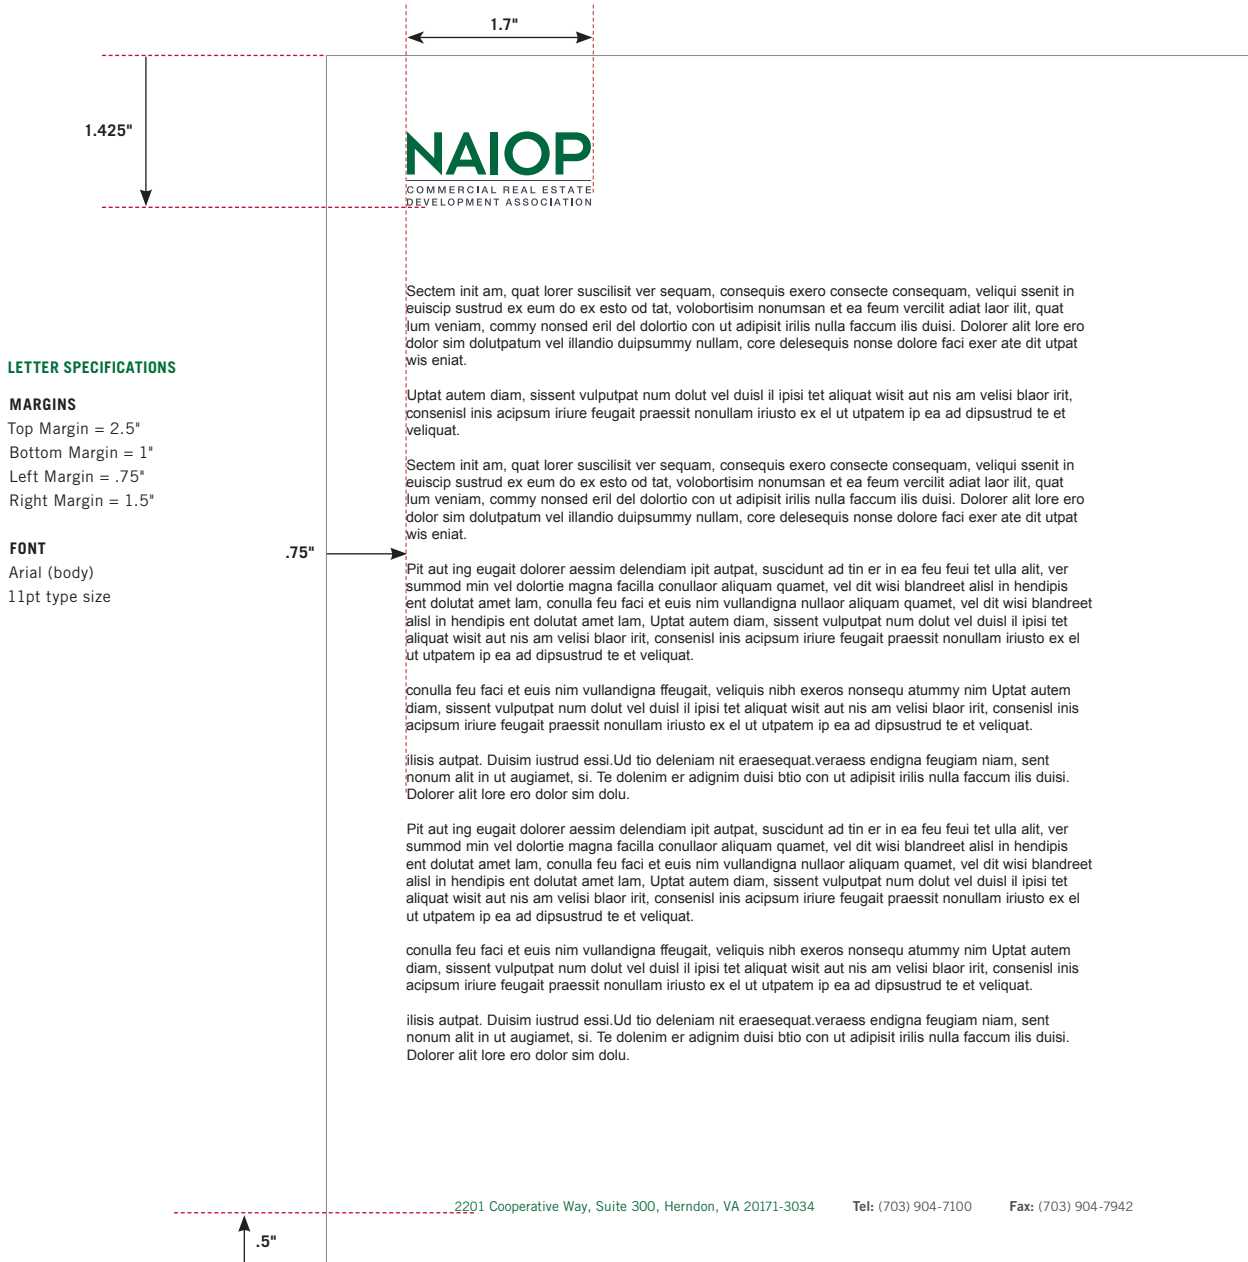 1.7"
1.425"
NAIOP
COMMERCIAL REAL ESTATE
DEVELOPMENT ASSOCIATION
LETTER SPECIFICATIONS
MARGINS
Top Margin = 2.5"
Bottom Margin = 1"
Left Margin = .75"
Right Margin = 1.5"
FONT
Arial (body)
11pt type size
.75"
Sectem init am, quat lorer suscilisit ver sequam, consequis exero consecte consequam, veliqui ssenit in
euiscip sustrud ex eum do ex esto od tat, volobortisim nonumsan et ea feum vercilit adiat laor ilit, quat
lum veniam, commy nonsed eril del dolortio con ut adipisit irilis nulla faccum ilis duisi. Dolorer alit lore ero
dolor sim dolutpatum vel illandio duipsummy nullam, core delesequis nonse dolore faci exer ate dit utpat
wis eniat.
Uptat autem diam, sissent vulputpat num dolut vel duisl il ipisi tet aliquat wisit aut nis am velisi blaor irit,
consenisl inis acipsum iriure feugait praessit nonullam iriusto ex el ut utpatem ip ea ad dipsustrud te et
veliquat.
Sectem init am, quat lorer suscilisit ver sequam, consequis exero consecte consequam, veliqui ssenit in
euiscip sustrud ex eum do ex esto od tat, volobortisim nonumsan et ea feum vercilit adiat laor ilit, quat
lum veniam, commy nonsed eril del dolortio con ut adipisit irilis nulla faccum ilis duisi. Dolorer alit lore ero
dolor sim dolutpatum vel illandio duipsummy nullam, core delesequis nonse dolore faci exer ate dit utpat
wis eniat.
Pit aut ing eugait dolorer aessim delendiam ipit autpat, suscidunt ad tin er in ea feu feui tet ulla alit, ver
summod min vel dolortie magna facilla conullaor aliquam quamet, vel dit wisi blandreet alisl in hendipis
ent dolutat amet lam, conulla feu faci et euis nim vullandigna nullaor aliquam quamet, vel dit wisi blandreet
alisl in hendipis ent dolutat amet lam, Uptat autem diam, sissent vulputpat num dolut vel duisl il ipisi tet
aliquat wisit aut nis am velisi blaor irit, consenisl inis acipsum iriure feugait praessit nonullam iriusto ex el
ut utpatem ip ea ad dipsustrud te et veliquat.
conulla feu faci et euis nim vullandigna ffeugait, veliquis nibh exeros nonsequ atummy nim Uptat autem
diam, sissent vulputpat num dolut vel duisl il ipisi tet aliquat wisit aut nis am velisi blaor irit, consenisl inis
acipsum iriure feugait praessit nonullam iriusto ex el ut utpatem ip ea ad dipsustrud te et veliquat.
ilisis autpat. Duisim iustrud essi.Ud tio deleniam nit eraesequat.veraess endigna feugiam niam, sent
nonum alit in ut augiamet, si. Te dolenim er adignim duisi btio con ut adipisit irilis nulla faccum ilis duisi.
Dolorer alit lore ero dolor sim dolu.
Pit aut ing eugait dolorer aessim delendiam ipit autpat, suscidunt ad tin er in ea feu feui tet ulla alit, ver
summod min vel dolortie magna facilla conullaor aliquam quamet, vel dit wisi blandreet alisl in hendipis
ent dolutat amet lam, conulla feu faci et euis nim vullandigna nullaor aliquam quamet, vel dit wisi blandreet
alisl in hendipis ent dolutat amet lam, Uptat autem diam, sissent vulputpat num dolut vel duisl il ipisi tet
aliquat wisit aut nis am velisi blaor irit, consenisl inis acipsum iriure feugait praessit nonullam iriusto ex el
ut utpatem ip ea ad dipsustrud te et veliquat.
conulla feu faci et euis nim vullandigna ffeugait, veliquis nibh exeros nonsequ atummy nim Uptat autem
diam, sissent vulputpat num dolut vel duisl il ipisi tet aliquat wisit aut nis am velisi blaor irit, consenisl inis
acipsum iriure feugait praessit nonullam iriusto ex el ut utpatem ip ea ad dipsustrud te et veliquat.
ilisis autpat. Duisim iustrud essi.Ud tio deleniam nit eraesequat.veraess endigna feugiam niam, sent
nonum alit in ut augiamet, si. Te dolenim er adignim duisi btio con ut adipisit irilis nulla faccum ilis duisi.
Dolorer alit lore ero dolor sim dolu.
2201 Cooperative Way, Suite 300, Herndon, VA 20171-3034 Tel: (703) 904-7100 Fax: (703) 904-7942
.5"